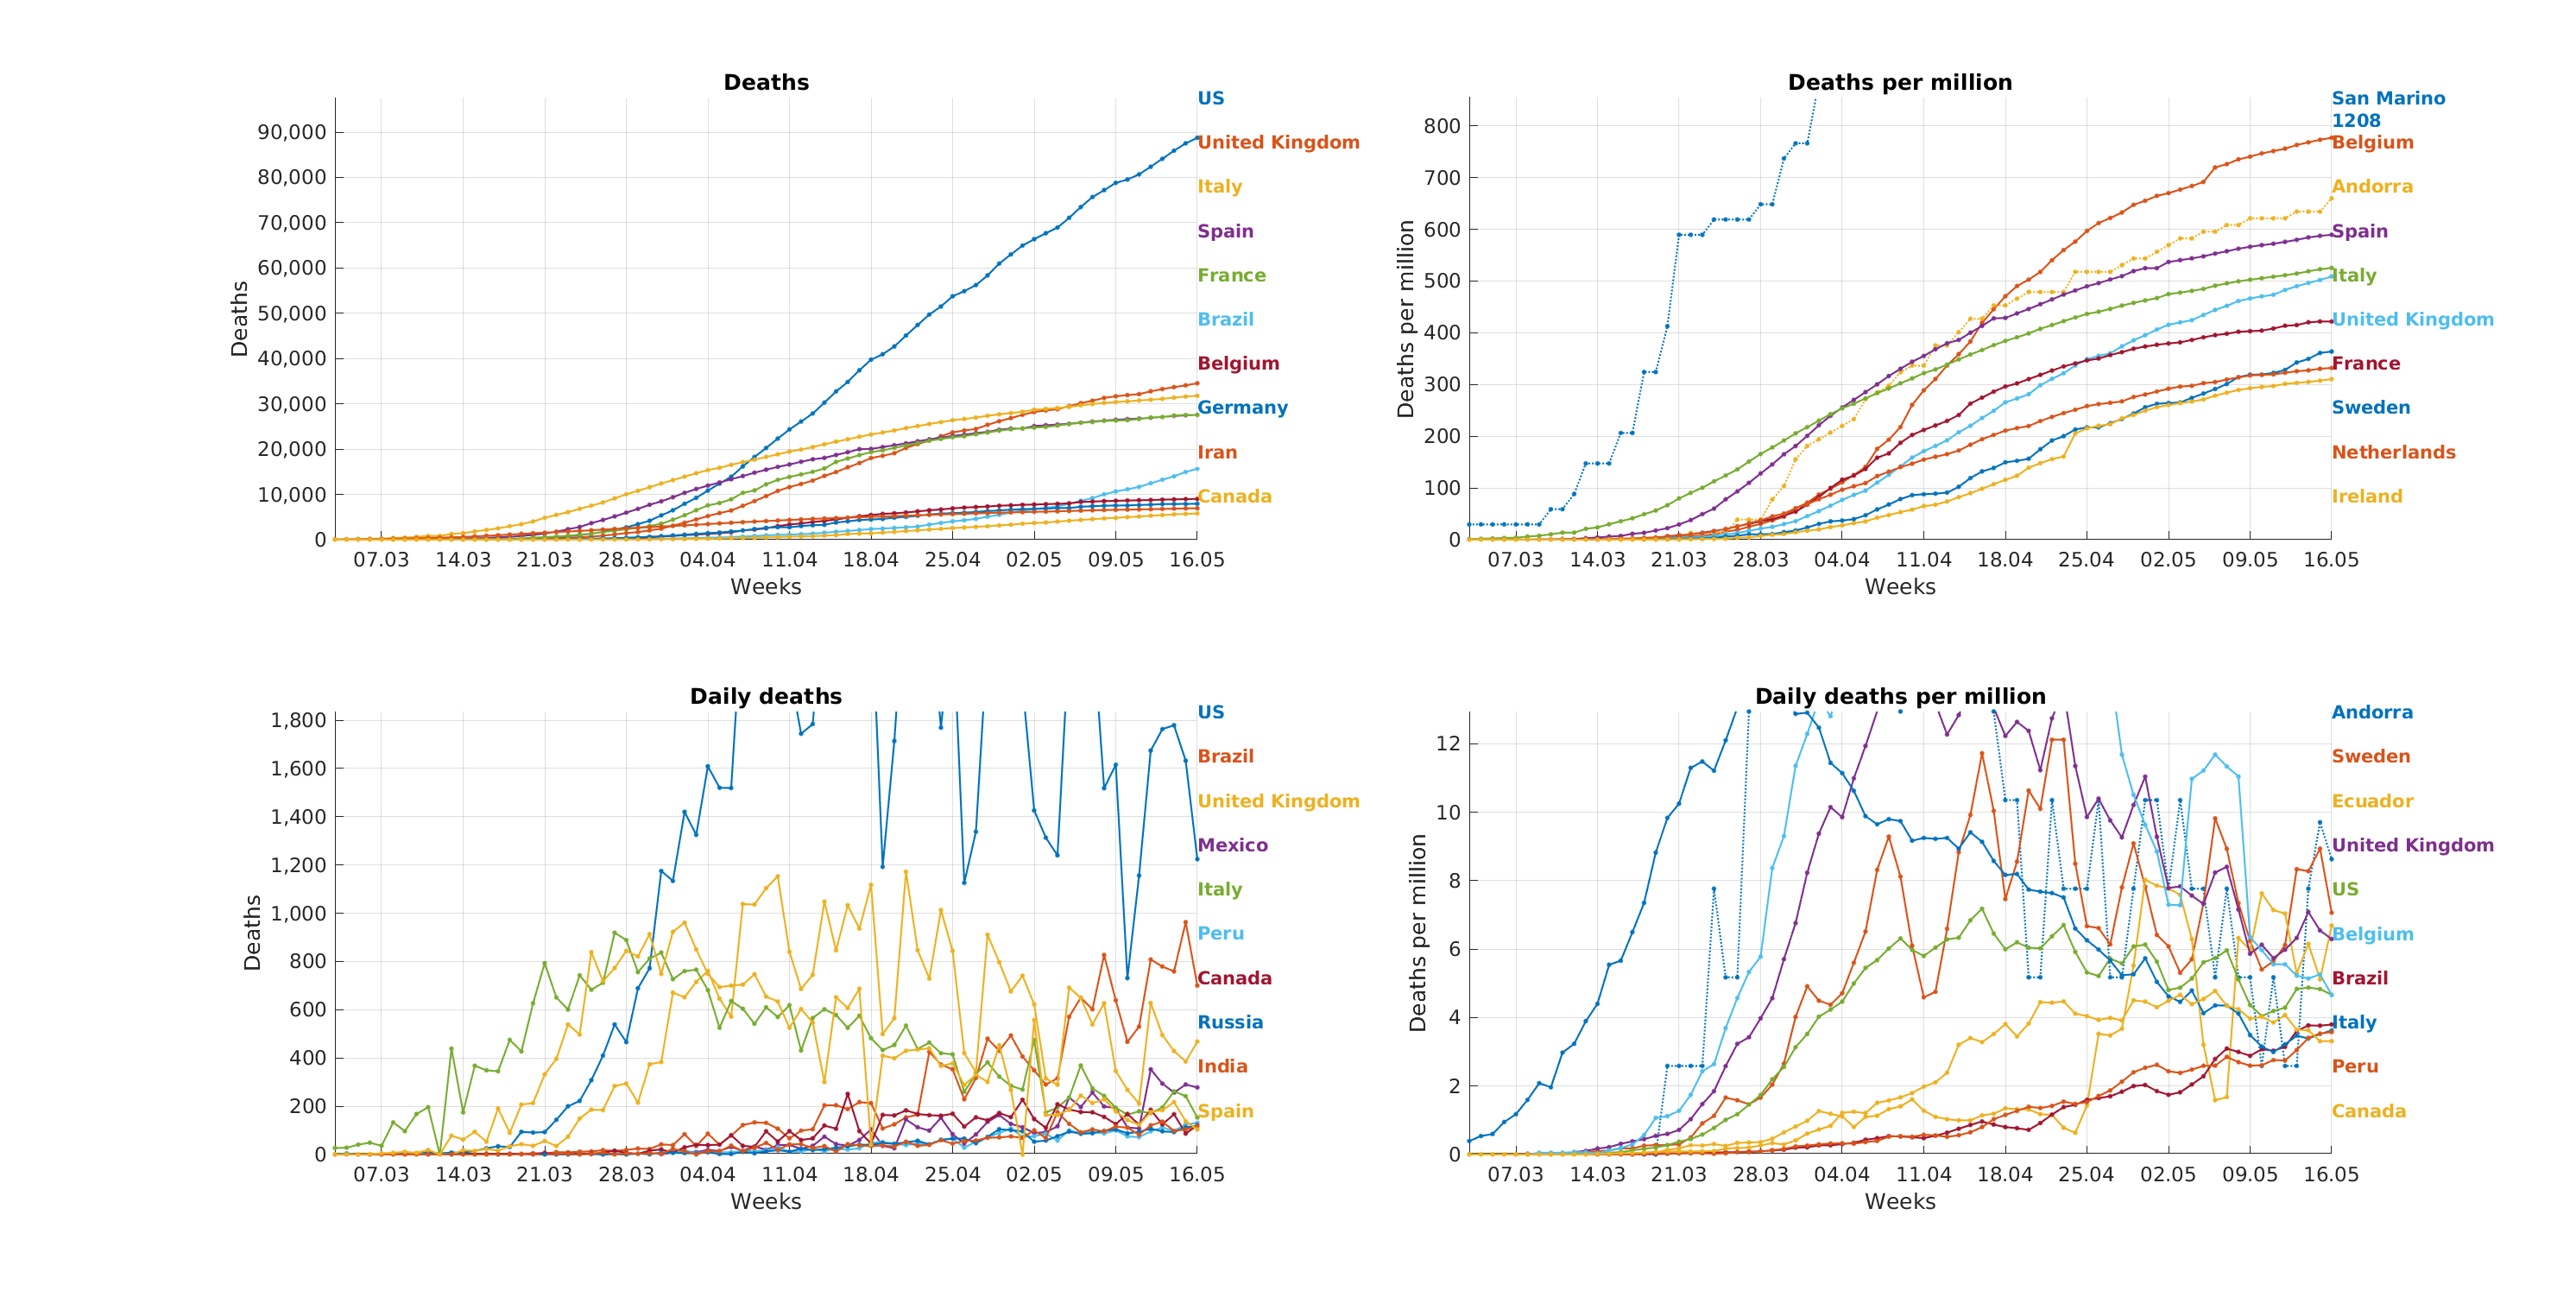 Deaths
90,000
80,000
70,000
60,000
50,000
40,000
30,000
20,000
10,000
0
Deaths
07.03 14.03 21.03 28.03 04.04 11.04 18.04 25.04 02.05 09.05 16.05
Weeks
US
United Kingdom
Italy
Spain
France
Brazil
Belgium
Germany
Iran
Canada
Deaths per million
800
700
600
500
400
300
200
100
0
Deaths per million
07.03 14.03 21.03 28.03 04.04 11.04 18.04 25.04 02.05 09.05 16.05
Weeks
San Marino
1208
Belgium
Andorra
Spain
Italy
United Kingdom
France
Sweden
Netherlands
Ireland
Daily deaths
1,800
1,600
1,400
1,200
1,000
800
600
400
200
0
Deaths
07.03 14.03 21.03 28.03 04.04 11.04 18.04 25.04 02.05 09.05 16.05
Weeks
US
Brazil
United Kingdom
Mexico
Italy
Peru
Canada
Russia
India
Spain
Daily deaths per million
12
10
8
6
4
2
0
Deaths per million
07.03 14.03 21.03 28.03 04.04 11.04 18.04 25.04 02.05 09.05 16.05
Weeks
Andorra
Sweden
Ecuador
United Kingdom
US
Belgium
Brazil
Italy
Peru
Canada